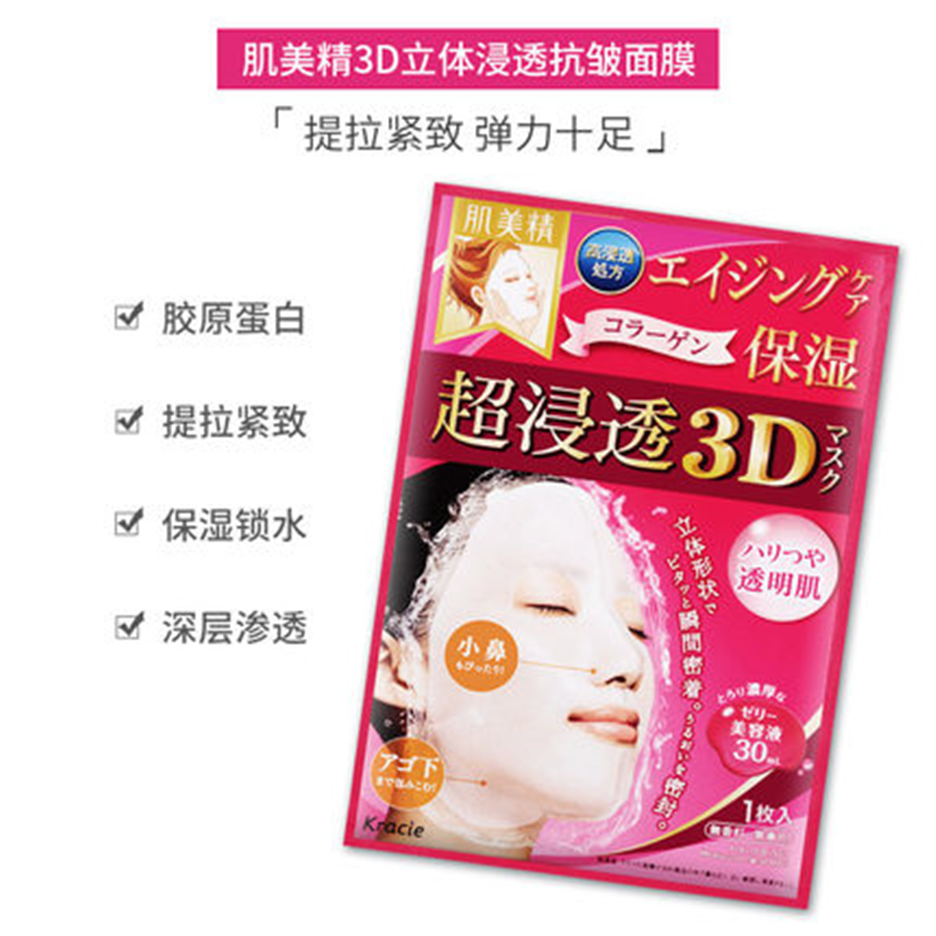 肌美精3D立体浸透抗皱面膜
「提拉紧致 弹力十足」
胶原蛋白
提拉紧致
保湿锁水
深层渗透
肌美精
高浸透
処方
エイジングケア
コラーゲン
保湿
超浸透3Dマスク
立体形状で
ピタッと瞬間密着。うるおいを密封。
ハリつや
透明肌
小鼻
もぴったり!
とろり濃厚な
ゼリー
美容液
30mL
アゴ下
まで包みこむ!
1枚入
Kracie